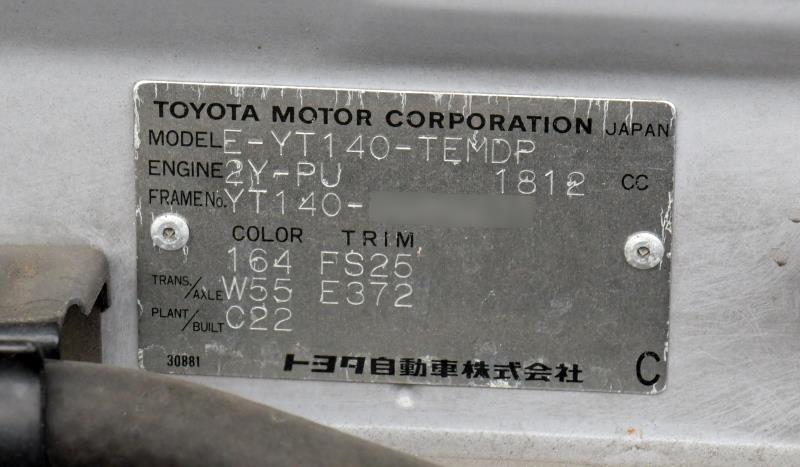 TOYOTA MOTOR CORPORATION JAPAN
MODEL E-YT140-TEMDP
ENGINE 2Y-PU 1812 CC
FRAME No. YT140-
COLOR TRIM
164 FS25
TRANS./AXLE W55 E372
PLANT/BUILT C22
30881 トヨタ自動車株式会社 C